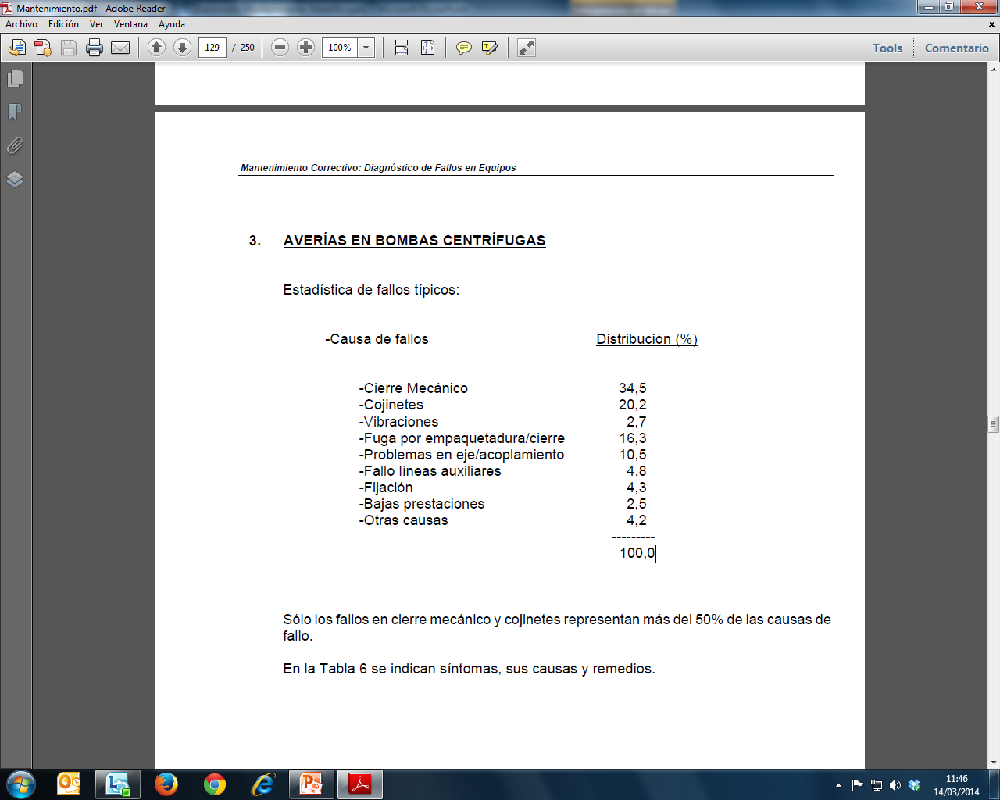 Mantenimiento.pdf - Adobe Reader
Archivo Edición Ver Ventana Ayuda
129 / 250 100% Tools Comentario
Mantenimiento Correctivo: Diagnóstico de Fallos en Equipos
3. AVERÍAS EN BOMBAS CENTRÍFUGAS
Estadística de fallos típicos:
-Causa de fallos Distribución (%)
-Cierre Mecánico 34,5
-Cojinetes 20,2
-Vibraciones 2,7
-Fuga por empaquetadura/cierre 16,3
-Problemas en eje/acoplamiento 10,5
-Fallo líneas auxiliares 4,8
-Fijación 4,3
-Bajas prestaciones 2,5
-Otras causas 4,2
---------
100,0
Sólo los fallos en cierre mecánico y cojinetes representan más del 50% de las causas de
fallo.
En la Tabla 6 se indican síntomas, sus causas y remedios.
11:46
14/03/2014